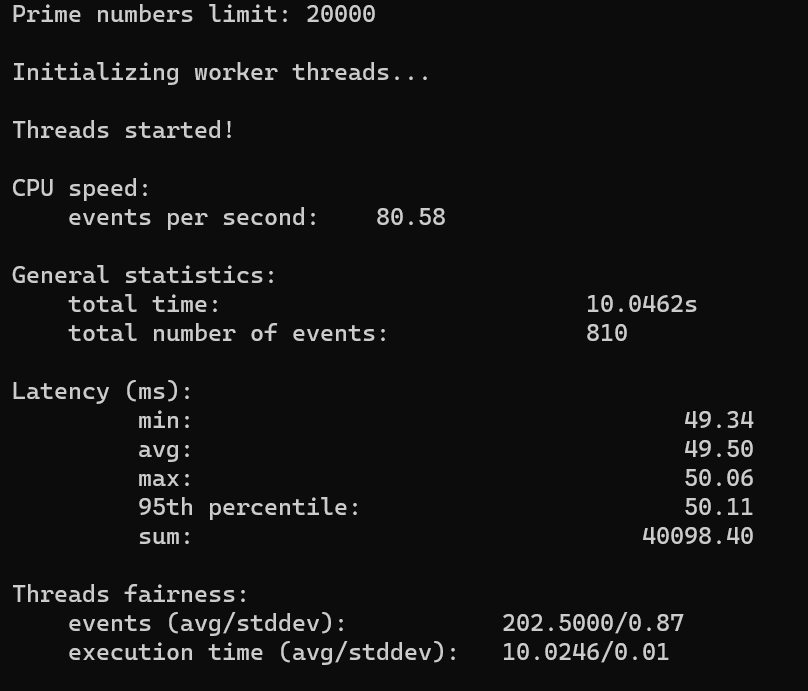 Prime numbers limit: 20000
Initializing worker threads...
Threads started!
CPU speed:
events per second: 80.58
General statistics:
total time: 10.0462s
total number of events: 810
Latency (ms):
min: 49.34
avg: 49.50
max: 50.06
95th percentile: 50.11
sum: 40098.40
Threads fairness:
events (avg/stddev): 202.5000/0.87
execution time (avg/stddev): 10.0246/0.01